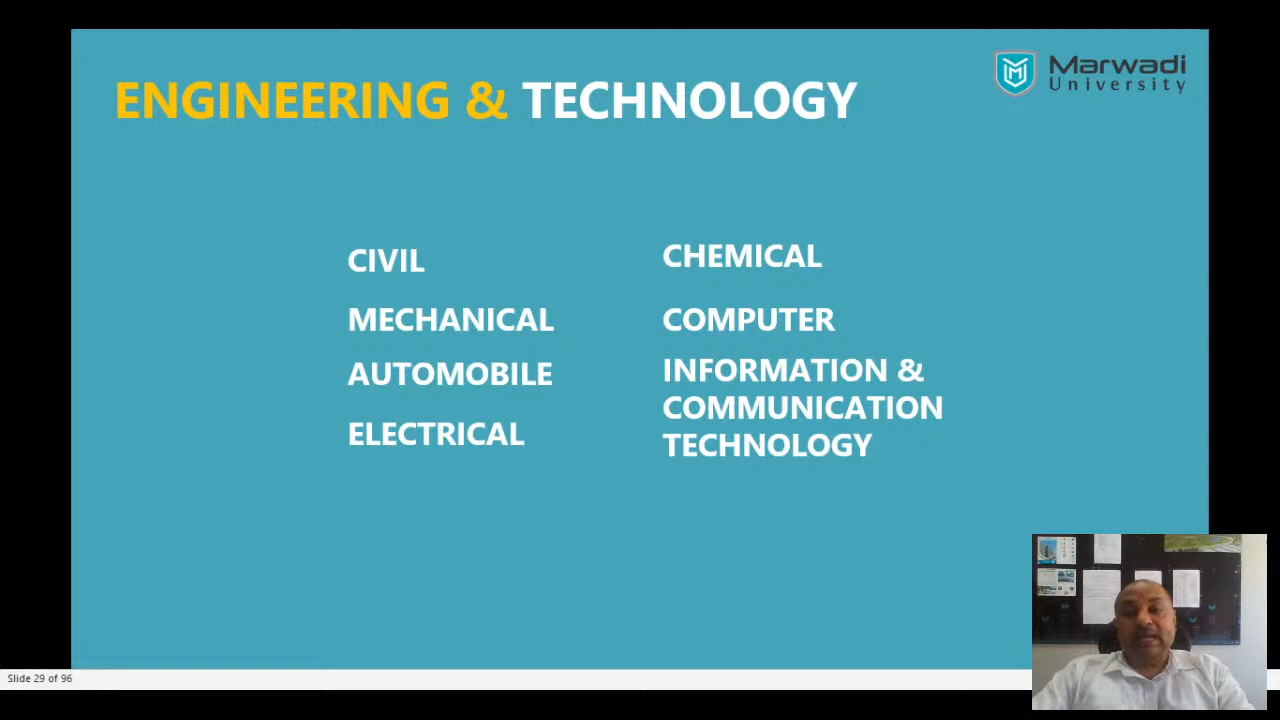 ENGINEERING & TECHNOLOGY
Marwadi
University
CIVIL
MECHANICAL
AUTOMOBILE
ELECTRICAL
CHEMICAL
COMPUTER
INFORMATION &
COMMUNICATION
TECHNOLOGY
Slide 29 of 96